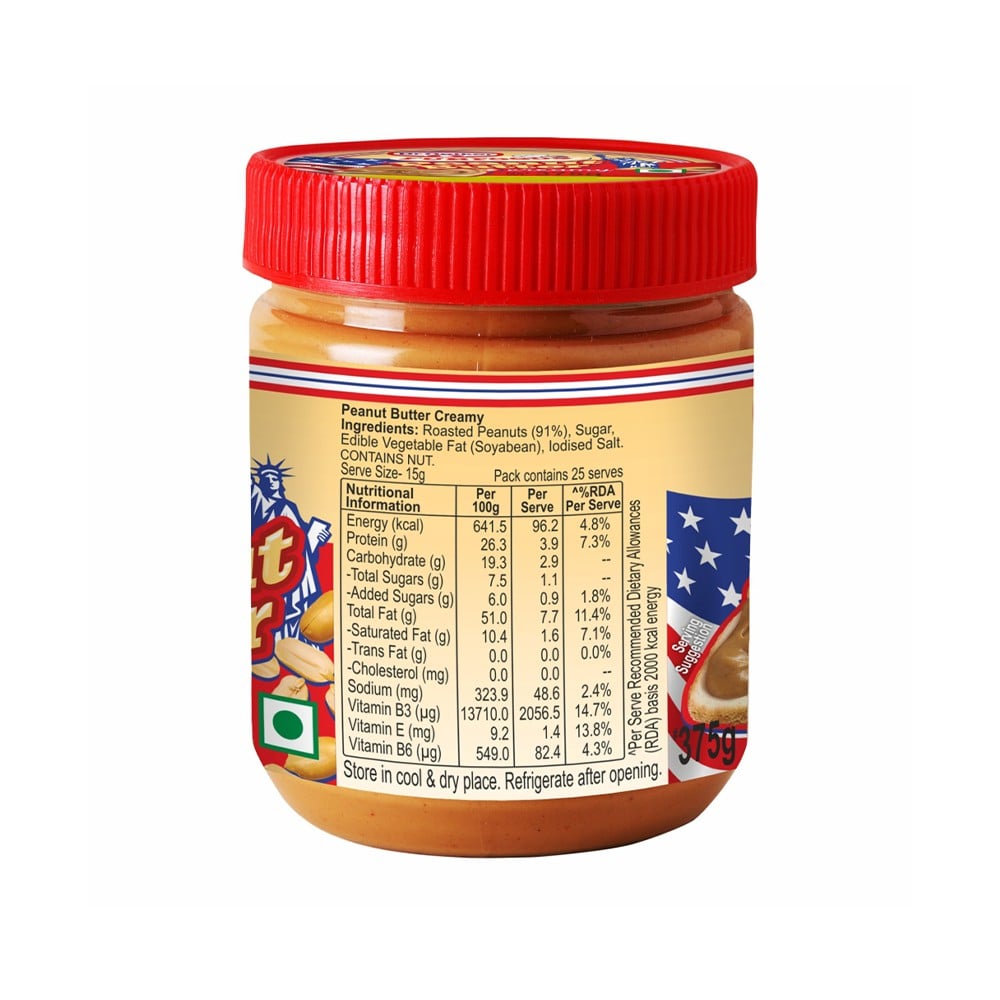 Peanut Butter Creamy
Ingredients: Roasted Peanuts (91%), Sugar,
Edible Vegetable Fat (Soyabean), Iodised Salt.
CONTAINS NUT.
Serve Size- 15g Pack contains 25 serves
Nutritional Information Per 100g Per Serve ^%RDA Per Serve
Energy (kcal) 641.5 96.2 4.8%
Protein (g) 26.3 3.9 7.3%
Carbohydrate (g) 19.3 2.9 --
-Total Sugars (g) 7.5 1.1 --
-Added Sugars (g) 6.0 0.9 1.8%
Total Fat (g) 51.0 7.7 11.4%
-Saturated Fat (g) 10.4 1.6 7.1%
-Trans Fat (g) 0.0 0.0 0.0%
-Cholesterol (mg) 0.0 0.0 --
Sodium (mg) 323.9 48.6 2.4%
Vitamin B3 (µg) 13710.0 2056.5 14.7%
Vitamin E (mg) 9.2 1.4 13.8%
Vitamin B6 (µg) 549.0 82.4 4.3%
^Per Serve Recommended Dietary Allowances
(RDA) basis 2000 kcal energy
Store in cool & dry place. Refrigerate after opening.
Serving
Suggestion
375g